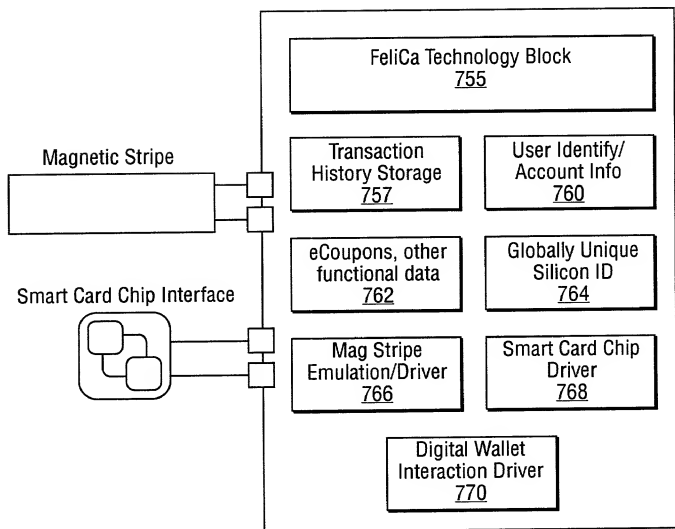 FeliCa Technology Block
755
Magnetic Stripe
Transaction
History Storage
757
User Identify/
Account Info
760
eCoupons, other
functional data
762
Globally Unique
Silicon ID
764
Smart Card Chip Interface
Mag Stripe
Emulation/Driver
766
Smart Card Chip
Driver
768
Digital Wallet
Interaction Driver
770